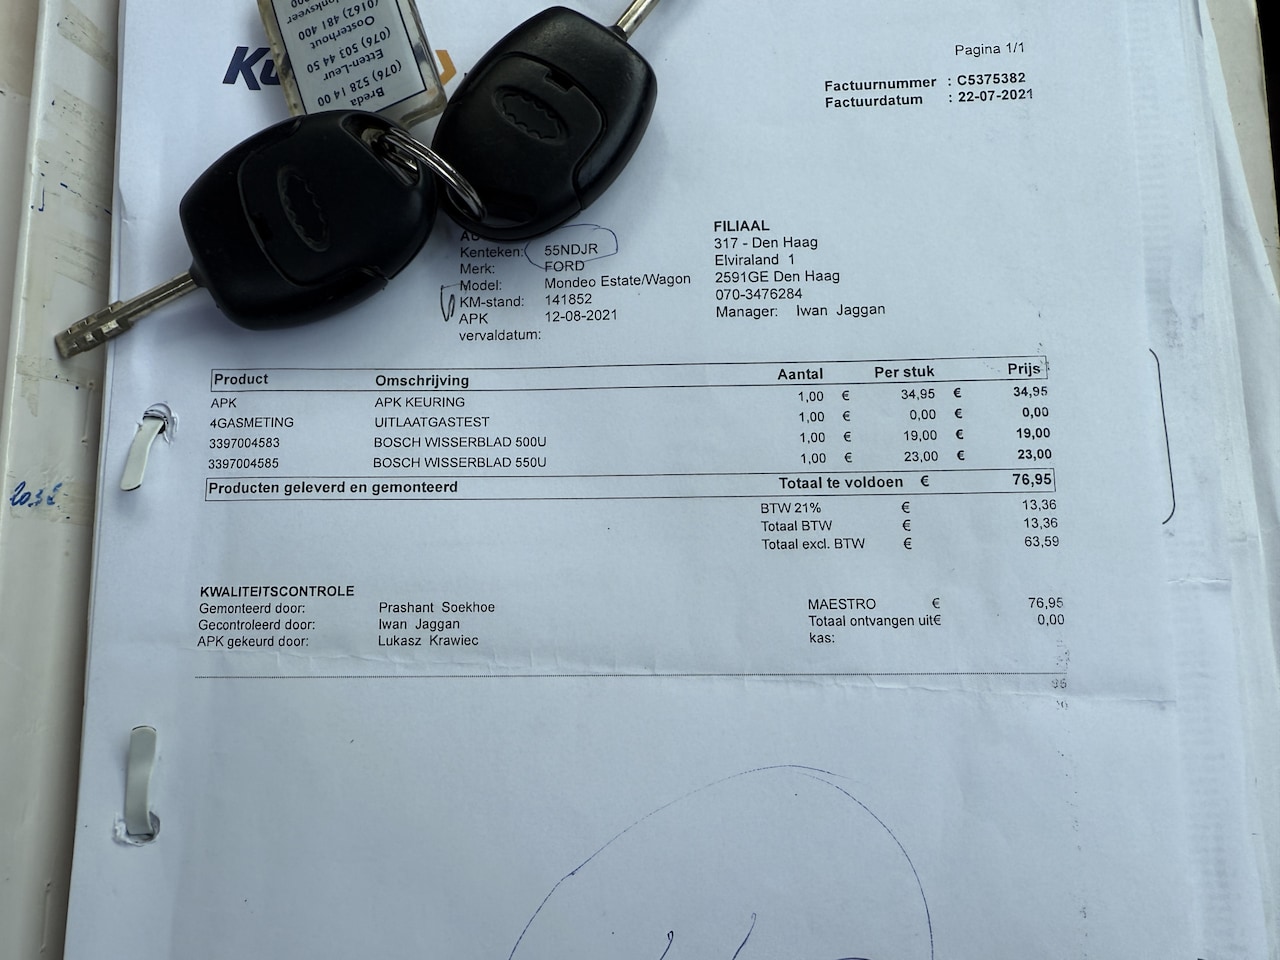 (0162) 481 400
Oosterhout
(076) 503 44 50
Etten-Leur
(076) 528 14 00
Breda
Pagina 1/1
Factuurnummer : C5375382
Factuurdatum : 22-07-2021
Kenteken: 55NDJR
Merk: FORD
Model: Mondeo Estate/Wagon
KM-stand: 141852
APK 12-08-2021
vervaldatum:
FILIAAL
317 - Den Haag
Elviraland 1
2591GE Den Haag
070-3476284
Manager: Iwan Jaggan
Product Omschrijving Aantal Per stuk Prijs
APK APK KEURING 1,00 € 34,95 € 34,95
4GASMETING UITLAATGASTEST 1,00 € 0,00 € 0,00
3397004583 BOSCH WISSERBLAD 500U 1,00 € 19,00 € 19,00
3397004585 BOSCH WISSERBLAD 550U 1,00 € 23,00 € 23,00
Producten geleverd en gemonteerd Totaal te voldoen € 76,95
BTW 21% € 13,36
Totaal BTW € 13,36
Totaal excl. BTW € 63,59
KWALITEITSCONTROLE
Gemonteerd door: Prashant Soekhoe
Gecontroleerd door: Iwan Jaggan
APK gekeurd door: Lukasz Krawiec
MAESTRO € 76,95
Totaal ontvangen uit€ 0,00
kas: